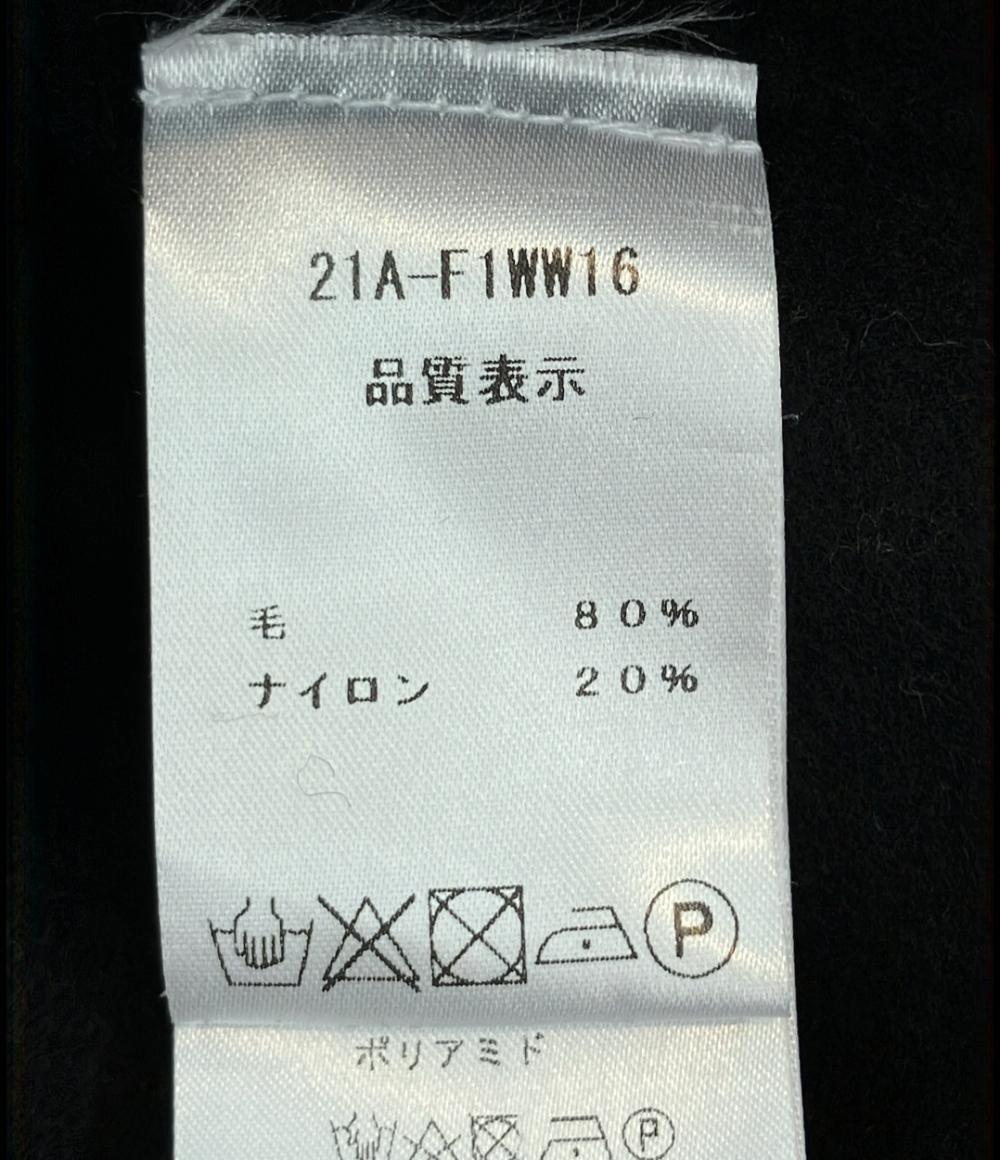 21A-F1WW16
品質表示
毛 80%
ナイロン 20%
P
ポリアミド
P